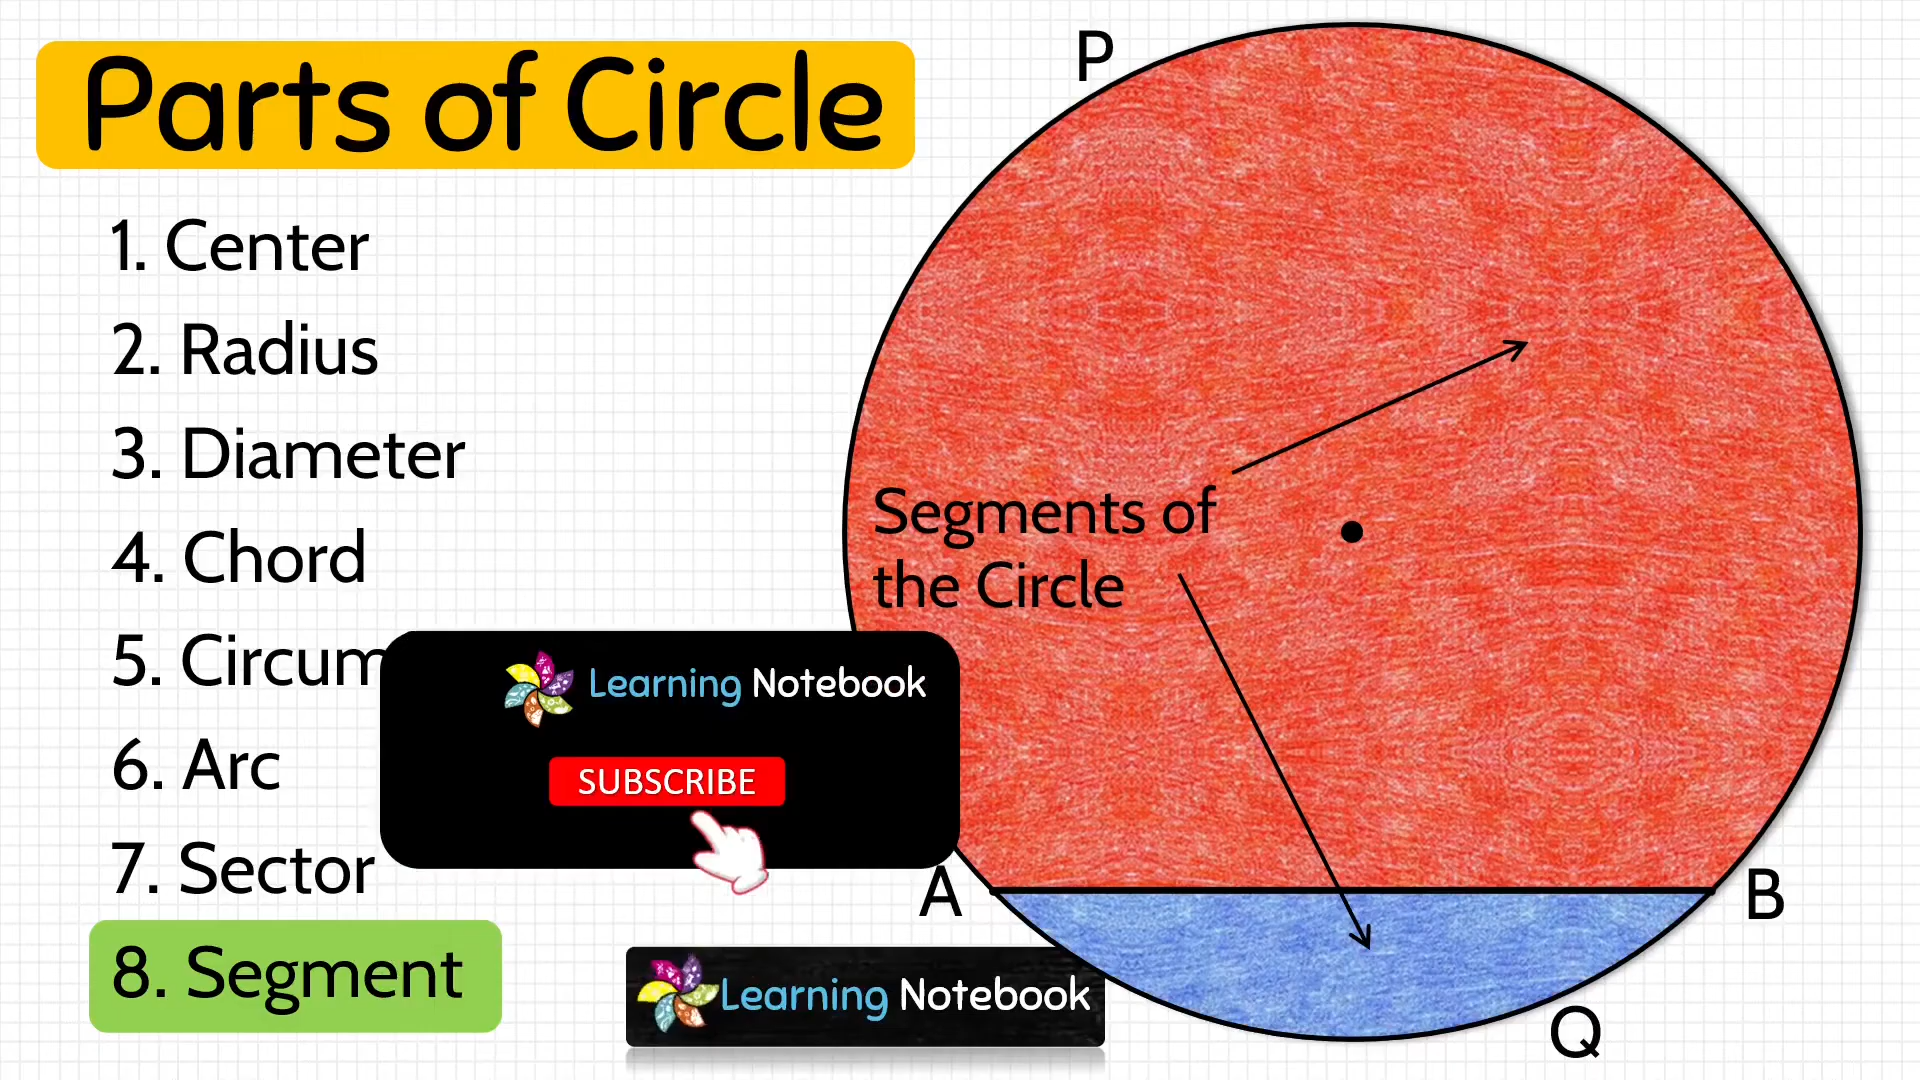 Parts of Circle
1. Center
2. Radius
3. Diameter
4. Chord
5. Circum
6. Arc
7. Sector
8. Segment
P
Segments of
the Circle
A
B
Q
Learning Notebook
SUBSCRIBE
Learning Notebook